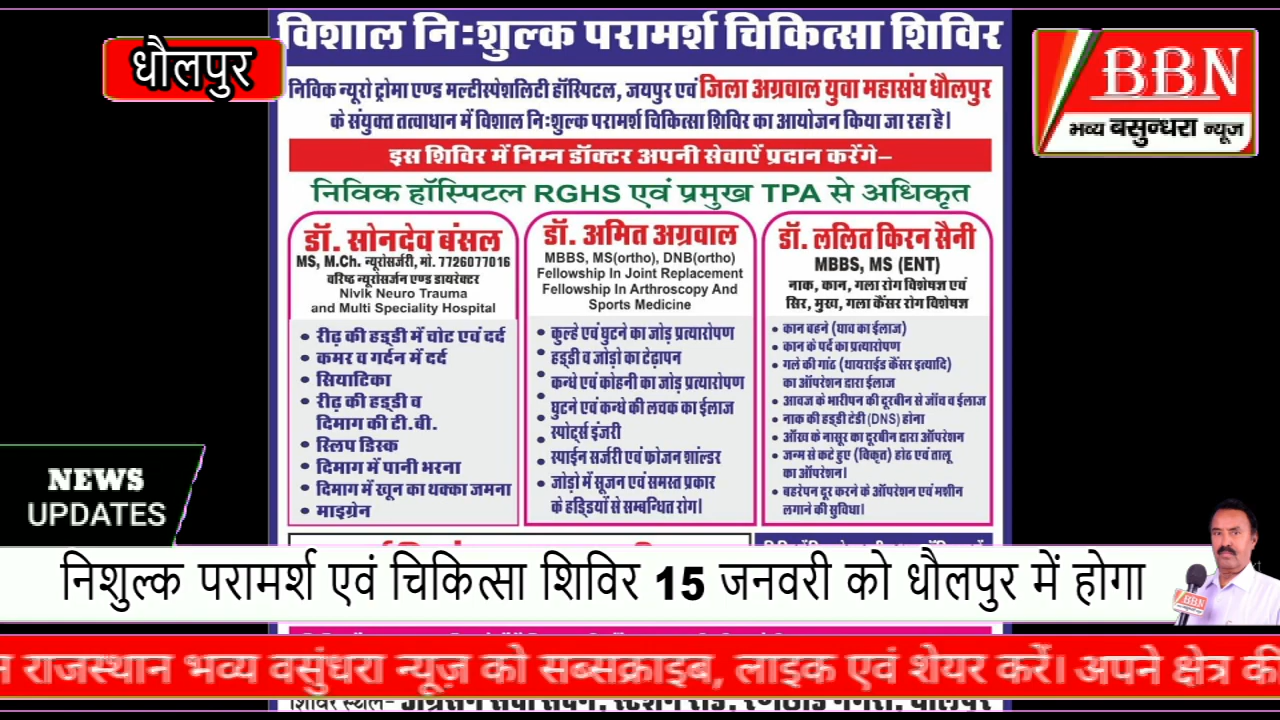 विशाल निःशुल्क परामर्श चिकित्सा शिविर
धौलपुर
BBN
भव्य बसुन्धरा न्यूज
निविक न्यूरो ट्रोमा एण्ड मल्टीस्पेशलिटी हॉस्पिटल, जयपुर एवं जिला अग्रवाल युवा महासंघ धौलपुर
के संयुक्त तत्वाधान में विशाल निःशुल्क परामर्श चिकित्सा शिविर का आयोजन किया जा रहा है।
इस शिविर में निम्न डॉक्टर अपनी सेवाऐं प्रदान करेंगे–
निविक हॉस्पिटल RGHS एवं प्रमुख TPA से अधिकृत
डॉ. सोनदेव बंसल
MS, M.Ch. न्यूरोसर्जरी, मो. 7726077016
वरिष्ठ न्यूरोसर्जन एण्ड डायरेक्टर
Nivik Neuro Trauma
and Multi Speciality Hospital
• रीढ़ की हड्डी में चोट एवं दर्द
• कमर व गर्दन में दर्द
• सियाटिका
• रीढ़ की हड्डी व
दिमाग की टी.बी.
• स्लिप डिस्क
• दिमाग में पानी भरना
• दिमाग में खून का थक्का जमना
• माइग्रेन
डॉ. अमित अग्रवाल
MBBS, MS(ortho), DNB(ortho)
Fellowship In Joint Replacement
Fellowship In Arthroscopy And
Sports Medicine
• कुल्हे एवं घुटने का जोड़ प्रत्यारोपण
• हड्डी व जोड़ो का टेढ़ापन
• कन्धे एवं कोहनी का जोड़ प्रत्यारोपण
• घुटने एवं कन्धे की लचक का ईलाज
• स्पोर्ट्स इंजरी
• स्पाईन सर्जरी एवं फ्रोजन शोल्डर
• जोड़ो में सूजन एवं समस्त प्रकार
के हड्डियों से सम्बन्धित रोग।
डॉ. ललित किरन सैनी
MBBS, MS (ENT)
नाक, कान, गला रोग विशेषज्ञ एवं
सिर, मुख, गला कैंसर रोग विशेषज्ञ
• कान बहने (घाव का ईलाज)
• कान के पर्दे का प्रत्यारोपण
• गले की गांठ (थायराईड कैंसर इत्यादि)
का ऑपरेशन द्वारा ईलाज
• आवज के भारीपन की दूरबीन से जाँच व ईलाज
• नाक की हड्डी टेडी (DNS) होना
• आँख के नासूर का दूरबीन द्वारा ऑपरेशन
• जन्म से कटे हुए (विकृत) होठ एवं तालू
का ऑपरेशन।
• बहरेपन दूर करने के ऑपरेशन एवं मशीन
लगाने की सुविधा।
NEWS
UPDATES
निशुल्क परामर्श एवं चिकित्सा शिविर 15 जनवरी को धौलपुर में होगा
BBN
राजस्थान भव्य वसुंधरा न्यूज़ को सब्सक्राइब, लाइक एवं शेयर करें। अपने क्षेत्र की